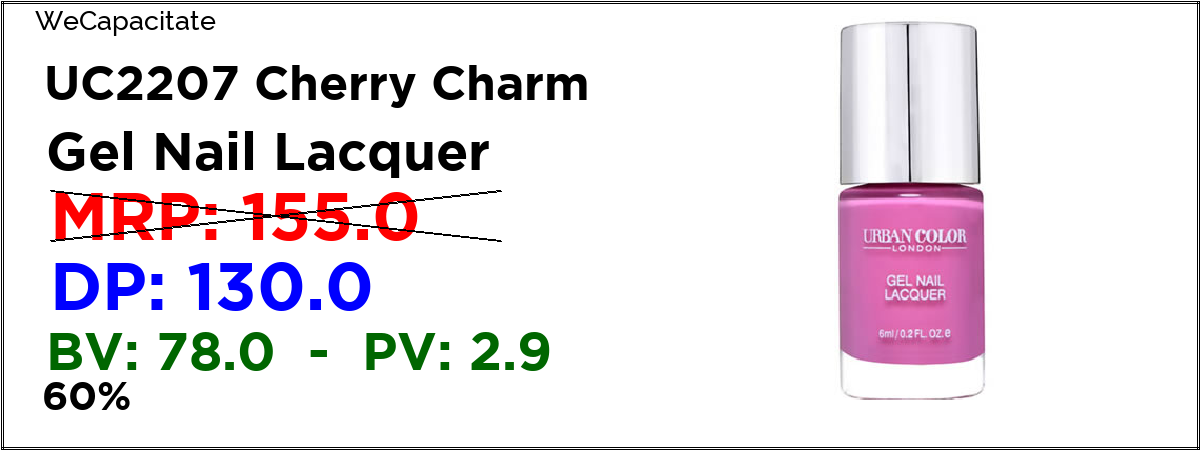 WeCapacitate
UC2207 Cherry Charm
Gel Nail Lacquer
MRP: 155.0
DP: 130.0
BV: 78.0 - PV: 2.9
60%
URBAN COLOR
LONDON
GEL NAIL
LACQUER
6ml / 0.2 FL. OZ. e